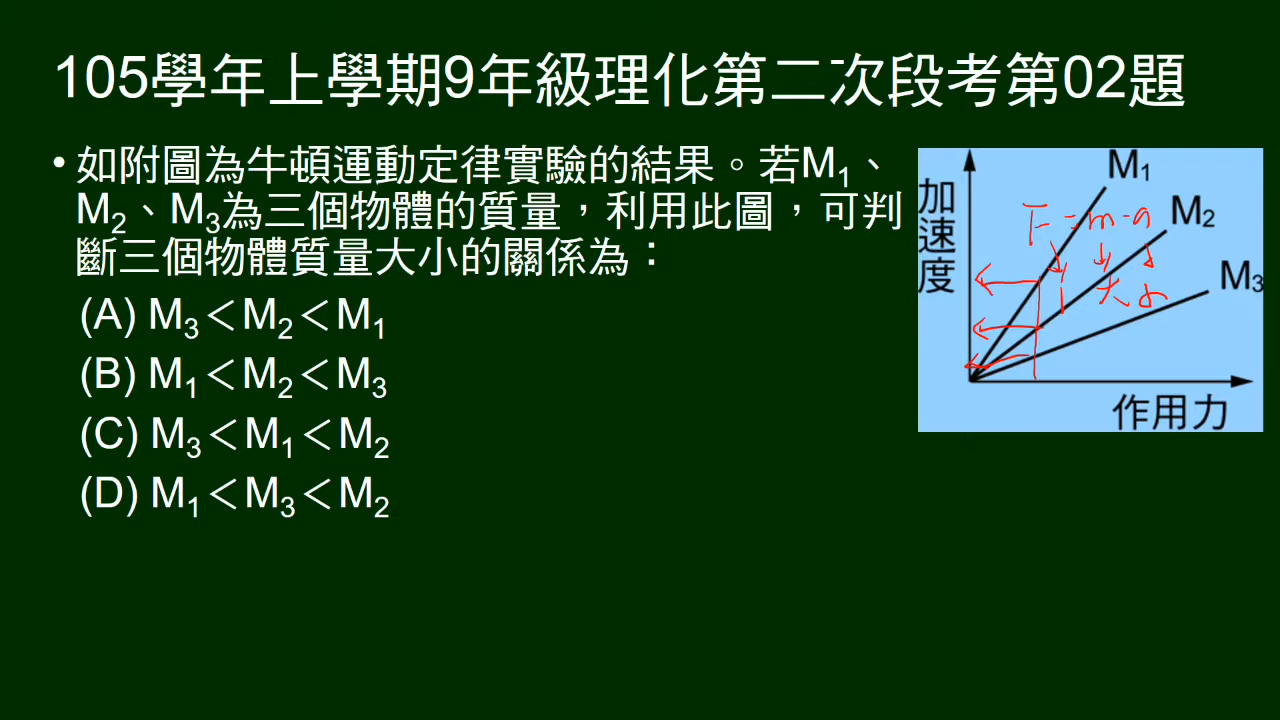 105學年上學期9年級理化第二次段考第02題
• 如附圖為牛頓運動定律實驗的結果。若M₁、
M₂、M₃為三個物體的質量，利用此圖，可判
斷三個物體質量大小的關係為：
(A) M₃＜M₂＜M₁
(B) M₁＜M₂＜M₃
(C) M₃＜M₁＜M₂
(D) M₁＜M₃＜M₂
加速度
M₁
M₂
M₃
F = m·a
1 大 小
作用力